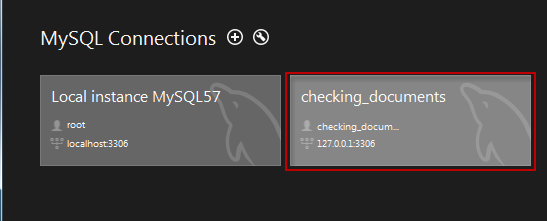 MySQL Connections
Local instance MySQL57
root
localhost:3306
checking_documents
checking_docum...
127.0.0.1:3306